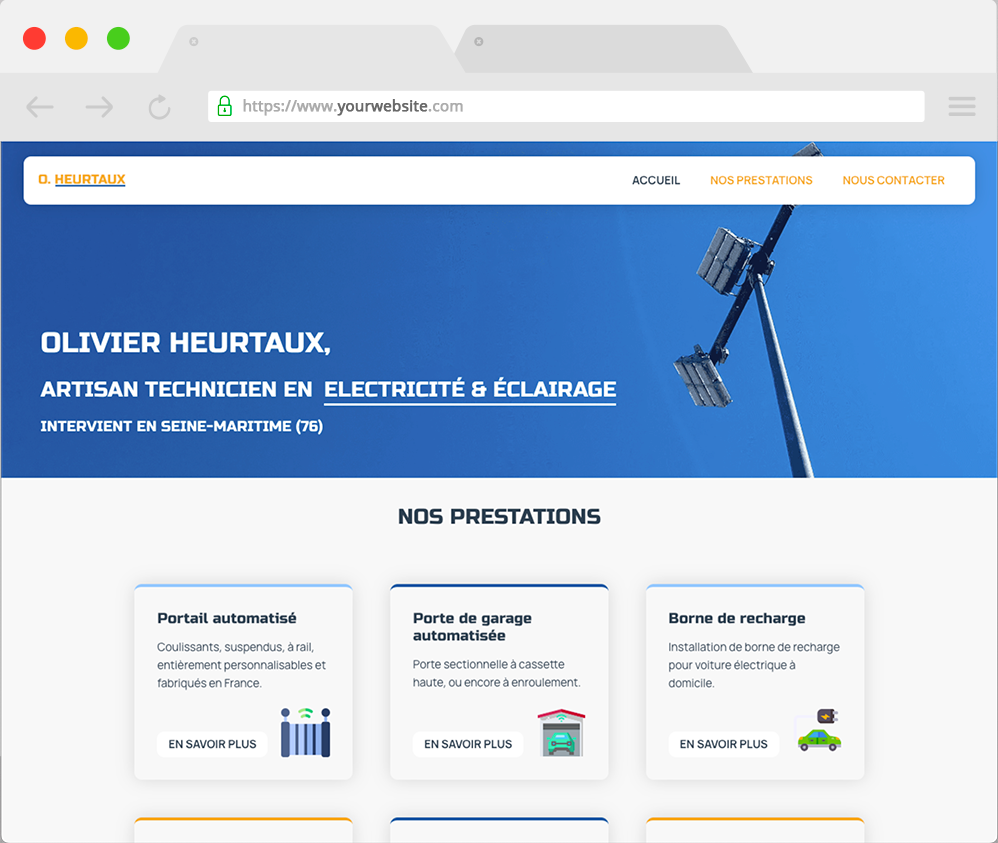 https://www.yourwebsite.com
O. HEURTAUX
ACCUEIL
NOS PRESTATIONS
NOUS CONTACTER
OLIVIER HEURTAUX,
ARTISAN TECHNICIEN EN ELECTRICITÉ & ÉCLAIRAGE
INTERVIENT EN SEINE-MARITIME (76)
NOS PRESTATIONS
Portail automatisé
Coulissants, suspendus, à rail,
entièrement personnalisables et
fabriqués en France.
EN SAVOIR PLUS
Porte de garage
automatisée
Porte sectionnelle à cassette
haute, ou encore à enroulement.
EN SAVOIR PLUS
Borne de recharge
Installation de borne de recharge
pour voiture électrique à
domicile.
EN SAVOIR PLUS